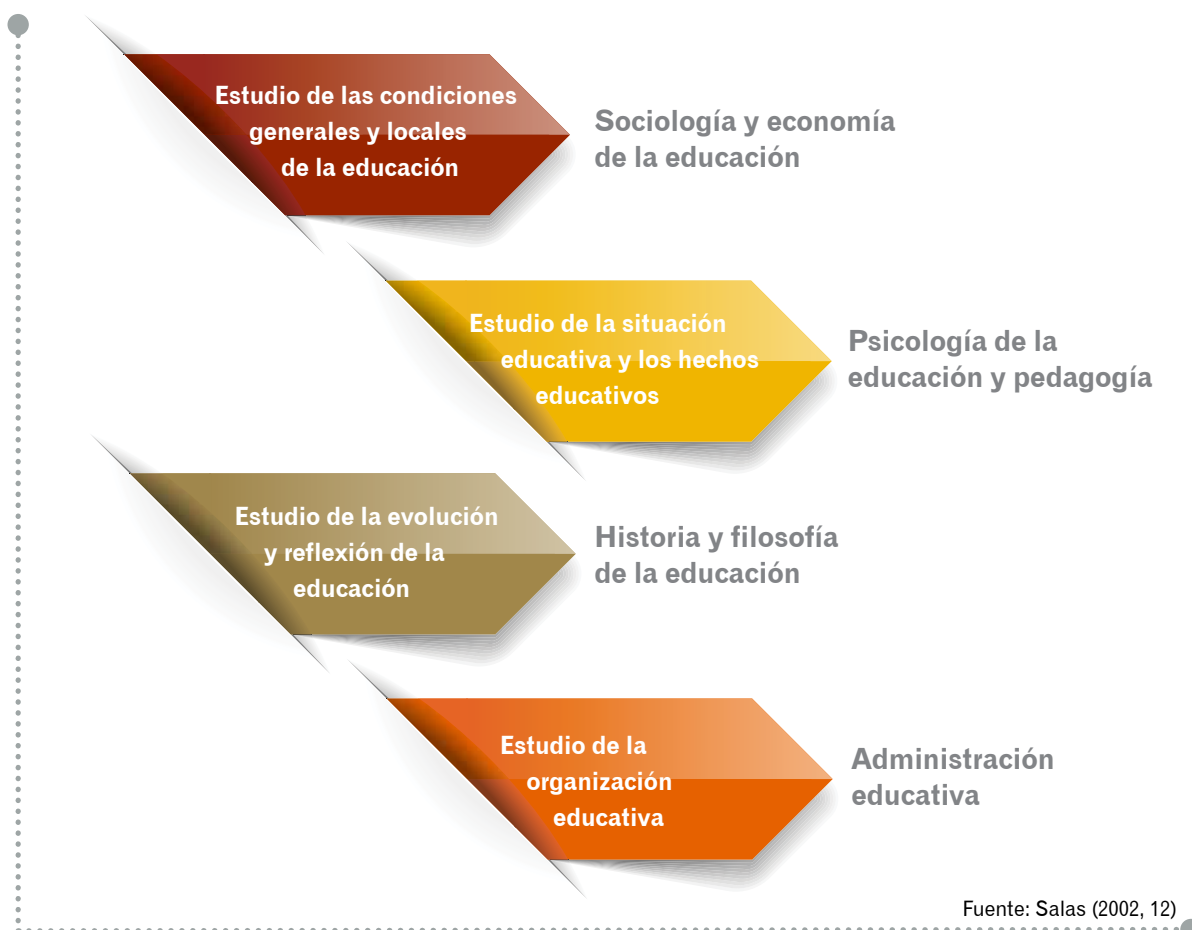 Estudio de las condiciones
generales y locales
de la educación
Sociología y economía
de la educación
Estudio de la situación
educativa y los hechos
educativos
Psicología de la
educación y pedagogía
Estudio de la evolución
y reflexión de la
educación
Historia y filosofía
de la educación
Estudio de la
organización
educativa
Administración
educativa
Fuente: Salas (2002, 12)